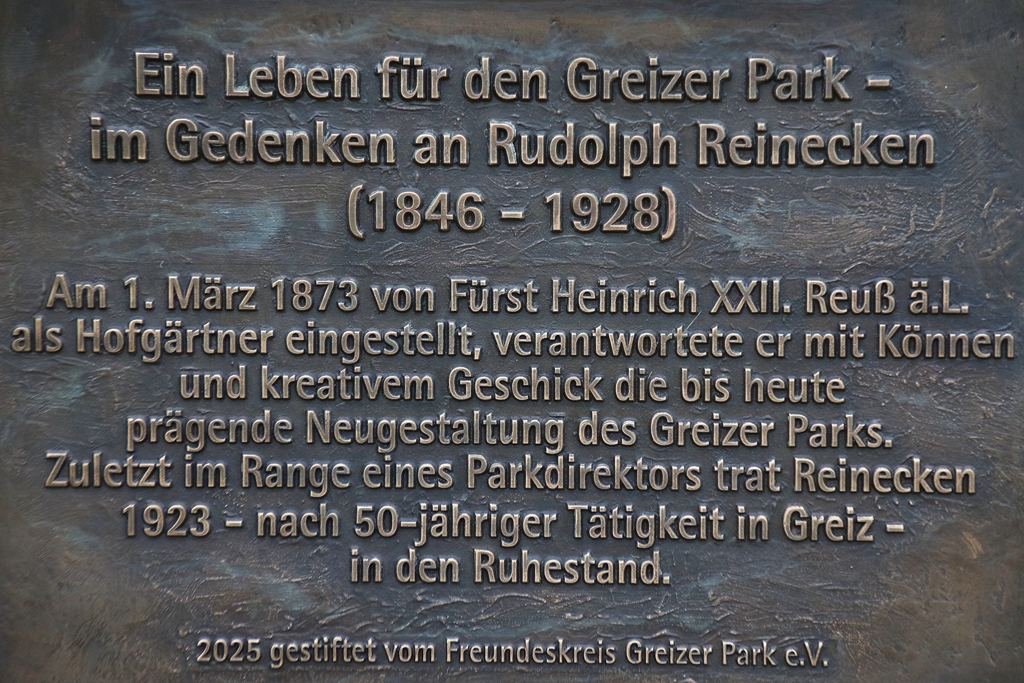 Ein Leben für den Greizer Park –
im Gedenken an Rudolph Reinecken
(1846 – 1928)
Am 1. März 1873 von Fürst Heinrich XXII. Reuß ä.L.
als Hofgärtner eingestellt, verantwortete er mit Können
und kreativem Geschick die bis heute
prägende Neugestaltung des Greizer Parks.
Zuletzt im Range eines Parkdirektors trat Reinecken
1923 – nach 50-jähriger Tätigkeit in Greiz –
in den Ruhestand.
2025 gestiftet vom Freundeskreis Greizer Park e.V.